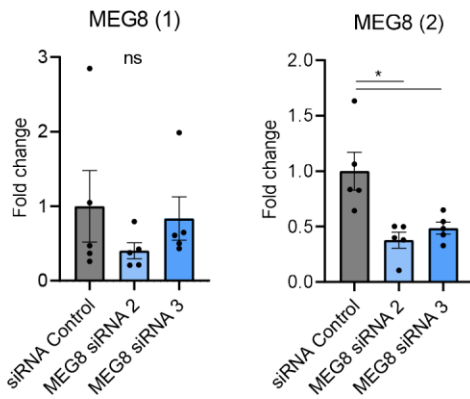 MEG8 (1)
ns
Fold change
3
2
1
0
siRNA Control
MEG8 siRNA 2
MEG8 siRNA 3
MEG8 (2)
*
Fold change
2.0
1.5
1.0
0.5
0.0
siRNA Control
MEG8 siRNA 2
MEG8 siRNA 3